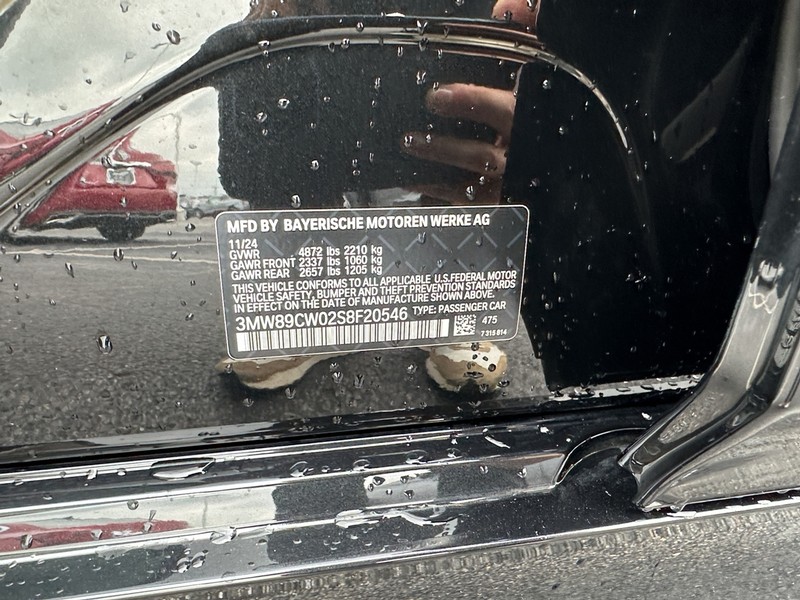 MFD BY BAYERISCHE MOTOREN WERKE AG
11/24
GVWR 4872 lbs 2210 kg
GAWR FRONT 2337 lbs 1060 kg
GAWR REAR 2657 lbs 1205 kg
THIS VEHICLE CONFORMS TO ALL APPLICABLE U.S.FEDERAL MOTOR
VEHICLE SAFETY, BUMPER AND THEFT PREVENTION STANDARDS
IN EFFECT ON THE DATE OF MANUFACTURE SHOWN ABOVE.
3MW89CW02S8F20546 TYPE: PASSENGER CAR
475
7 315 814